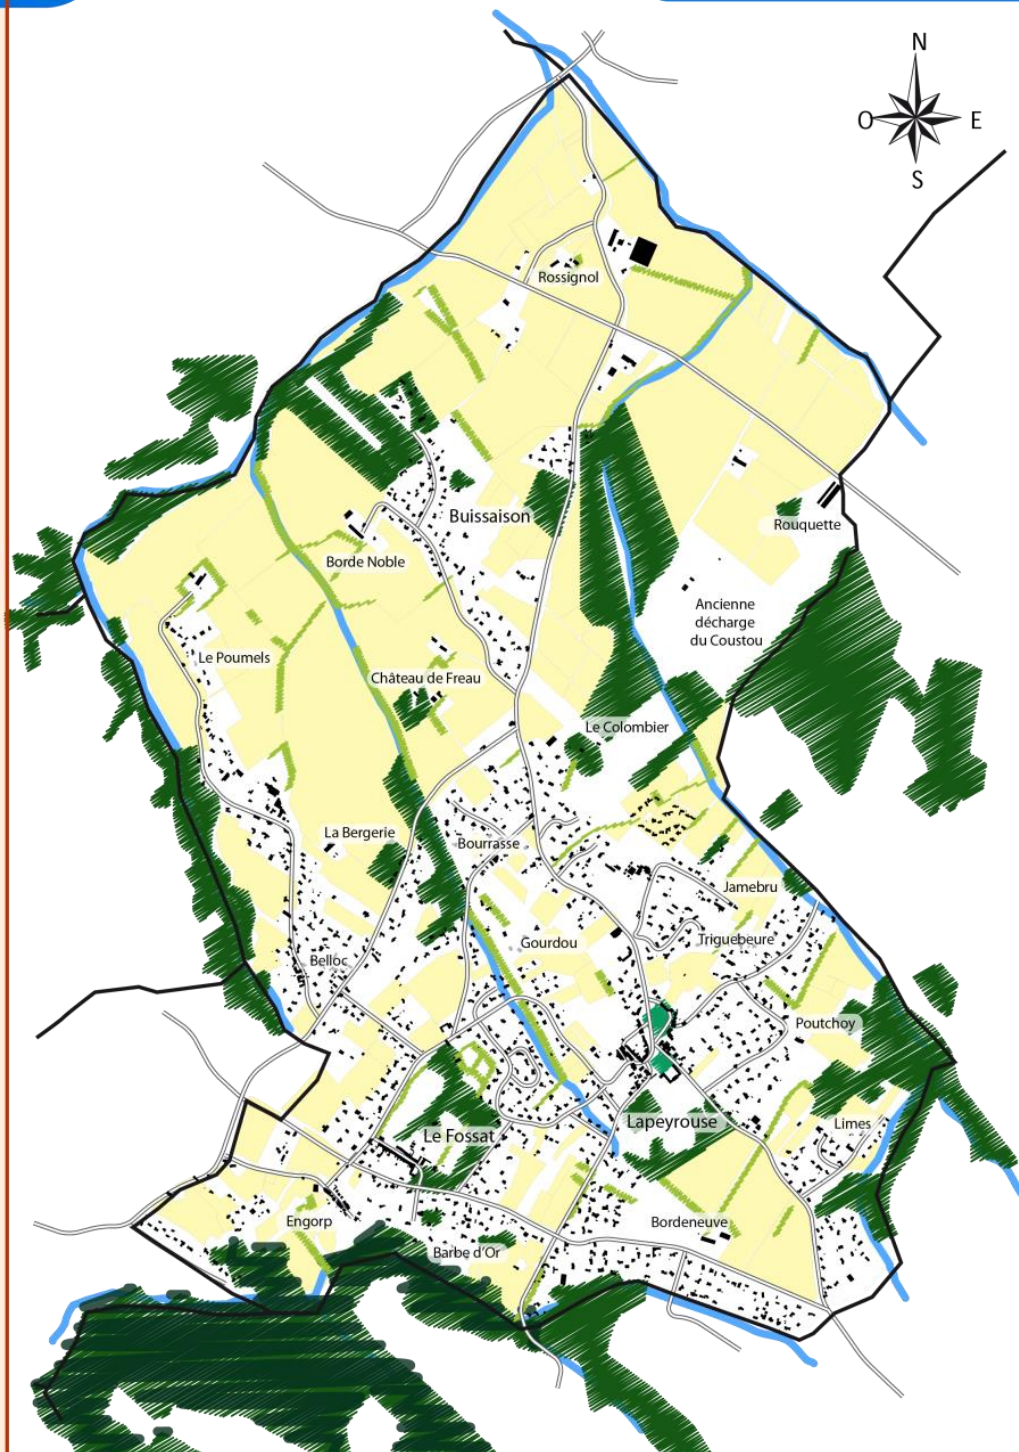 N
O
E
S
Rossignol
Buissaison
Rouquette
Borde Noble
Ancienne
décharge
du Coustou
Le Poumels
Château de Freau
Le Colombier
La Bergerie
Bourrasse
Jamebru
Gourdou
Triguebeure
Belloc
Poutchoy
Lapeyrouse
Limes
Le Fossat
Engorp
Bordeneuve
Barbe d'Or